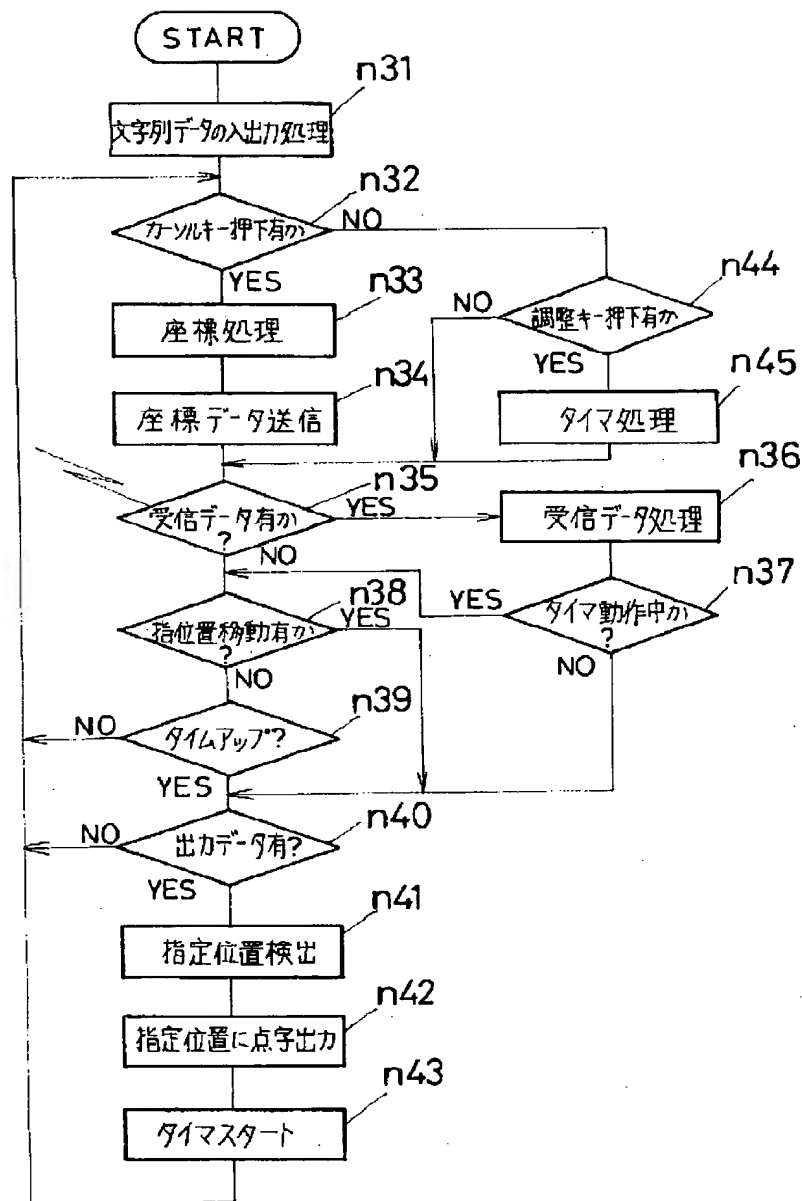 START
n31
文字列データの入出力処理
n32
カーソルキー押下有か
NO
YES
n33
座標処理
n44
NO
調整キー押下有か
YES
n34
座標データ送信
n45
タイマ処理
n35
受信データ有か
?
YES
NO
n36
受信データ処理
n37
YES
タイマ動作中か
?
NO
n38
指位置移動有か
?
YES
NO
n39
NO
タイムアップ?
YES
n40
NO
出力データ有?
YES
n41
指定位置検出
n42
指定位置に点字出力
n43
タイマスタート